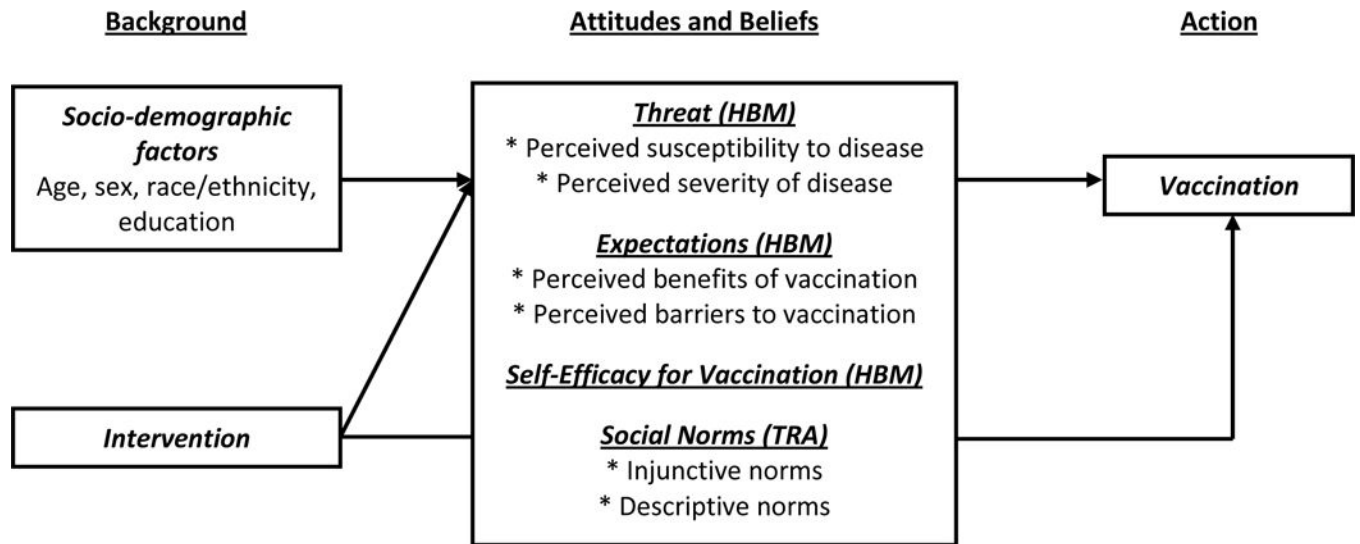 Background
Attitudes and Beliefs
Action
Socio-demographic
factors
Age, sex, race/ethnicity,
education
Intervention
Threat (HBM)
* Perceived susceptibility to disease
* Perceived severity of disease
Expectations (HBM)
* Perceived benefits of vaccination
* Perceived barriers to vaccination
Self-Efficacy for Vaccination (HBM)
Social Norms (TRA)
* Injunctive norms
* Descriptive norms
Vaccination